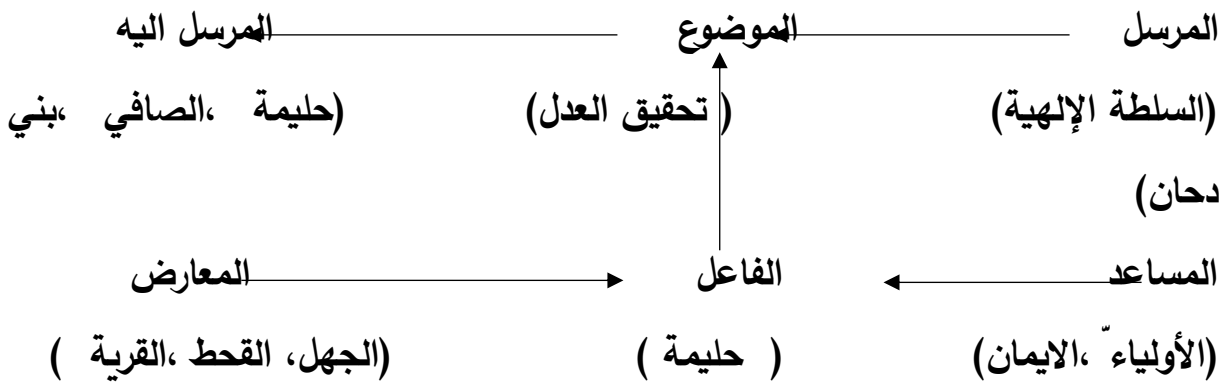 المرسل الموضوع المرسل اليه
(السلطة الإلهية) ( تحقيق العدل) (حليمة ،الصافي ،بني
دحان)
المساعد الفاعل المعارض
(الأولياءّ ،الايمان) ( حليمة ) (الجهل، القحط ،القرية )